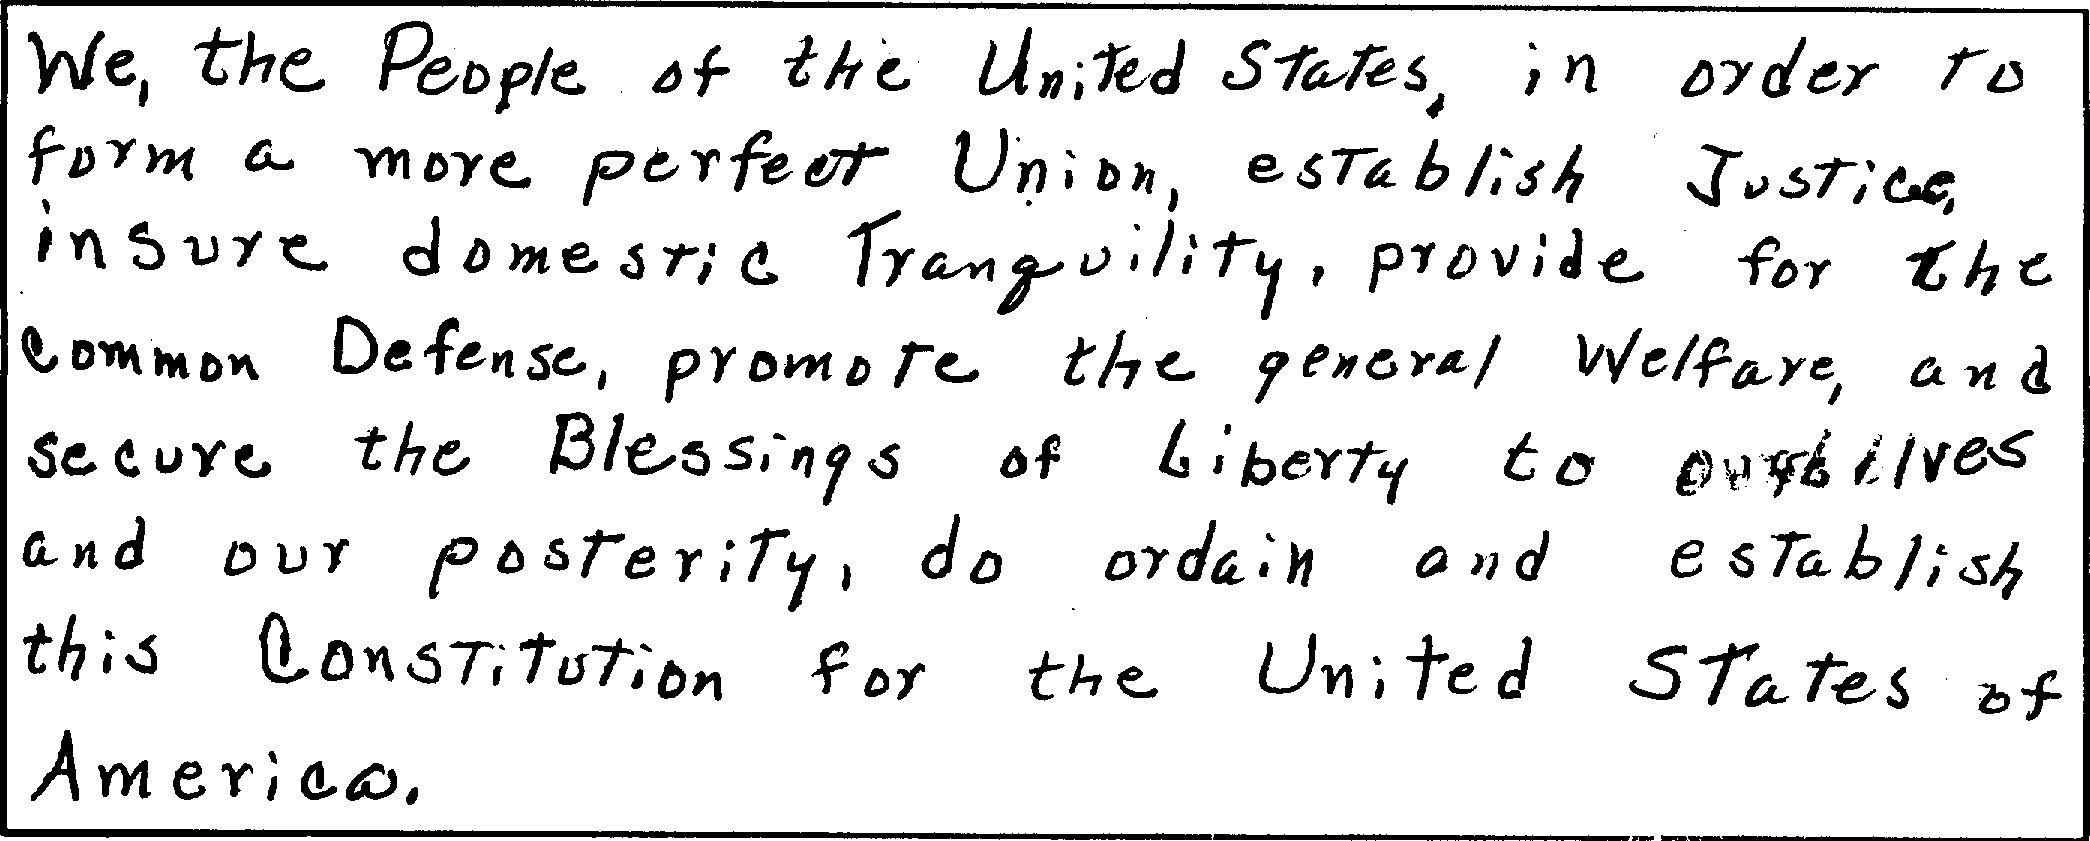 We, the People of the United States, in order to
form a more perfect Union, establish Justice,
insure domestic Tranquility, provide for the
common Defense, promote the general Welfare, and
secure the Blessings of Liberty to
and our posterity, do ordain and establish
this Constitution for the United States of
America.